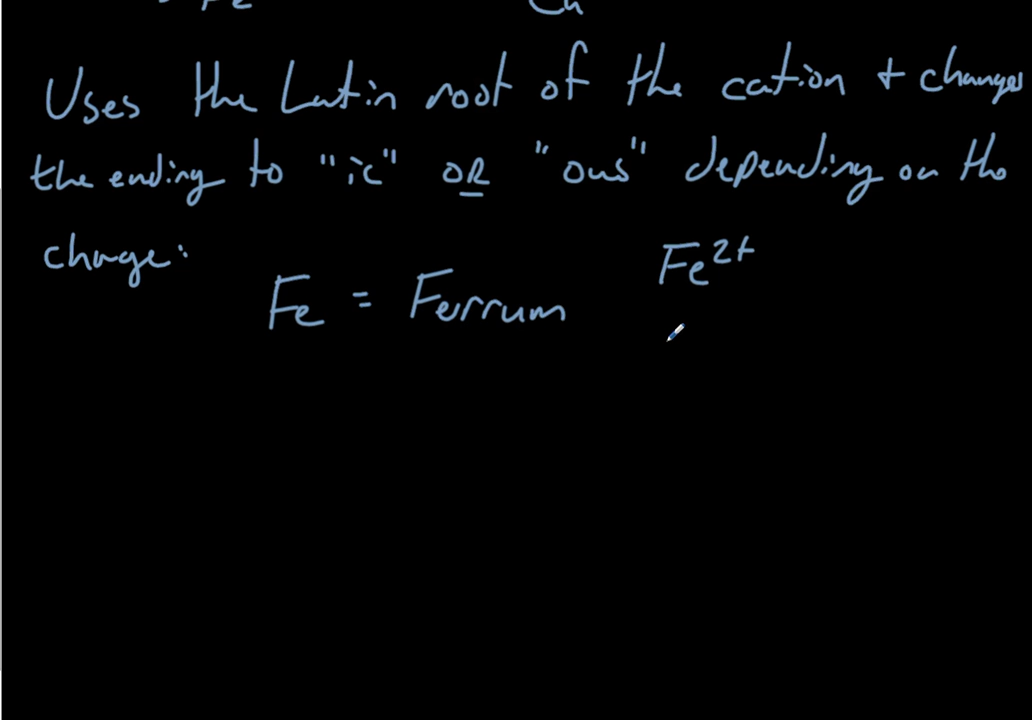 Uses the Latin root of the cation + changes
the ending to "ic" OR "ous" depending on the
charge:
Fe = Ferrum Fe²⁺